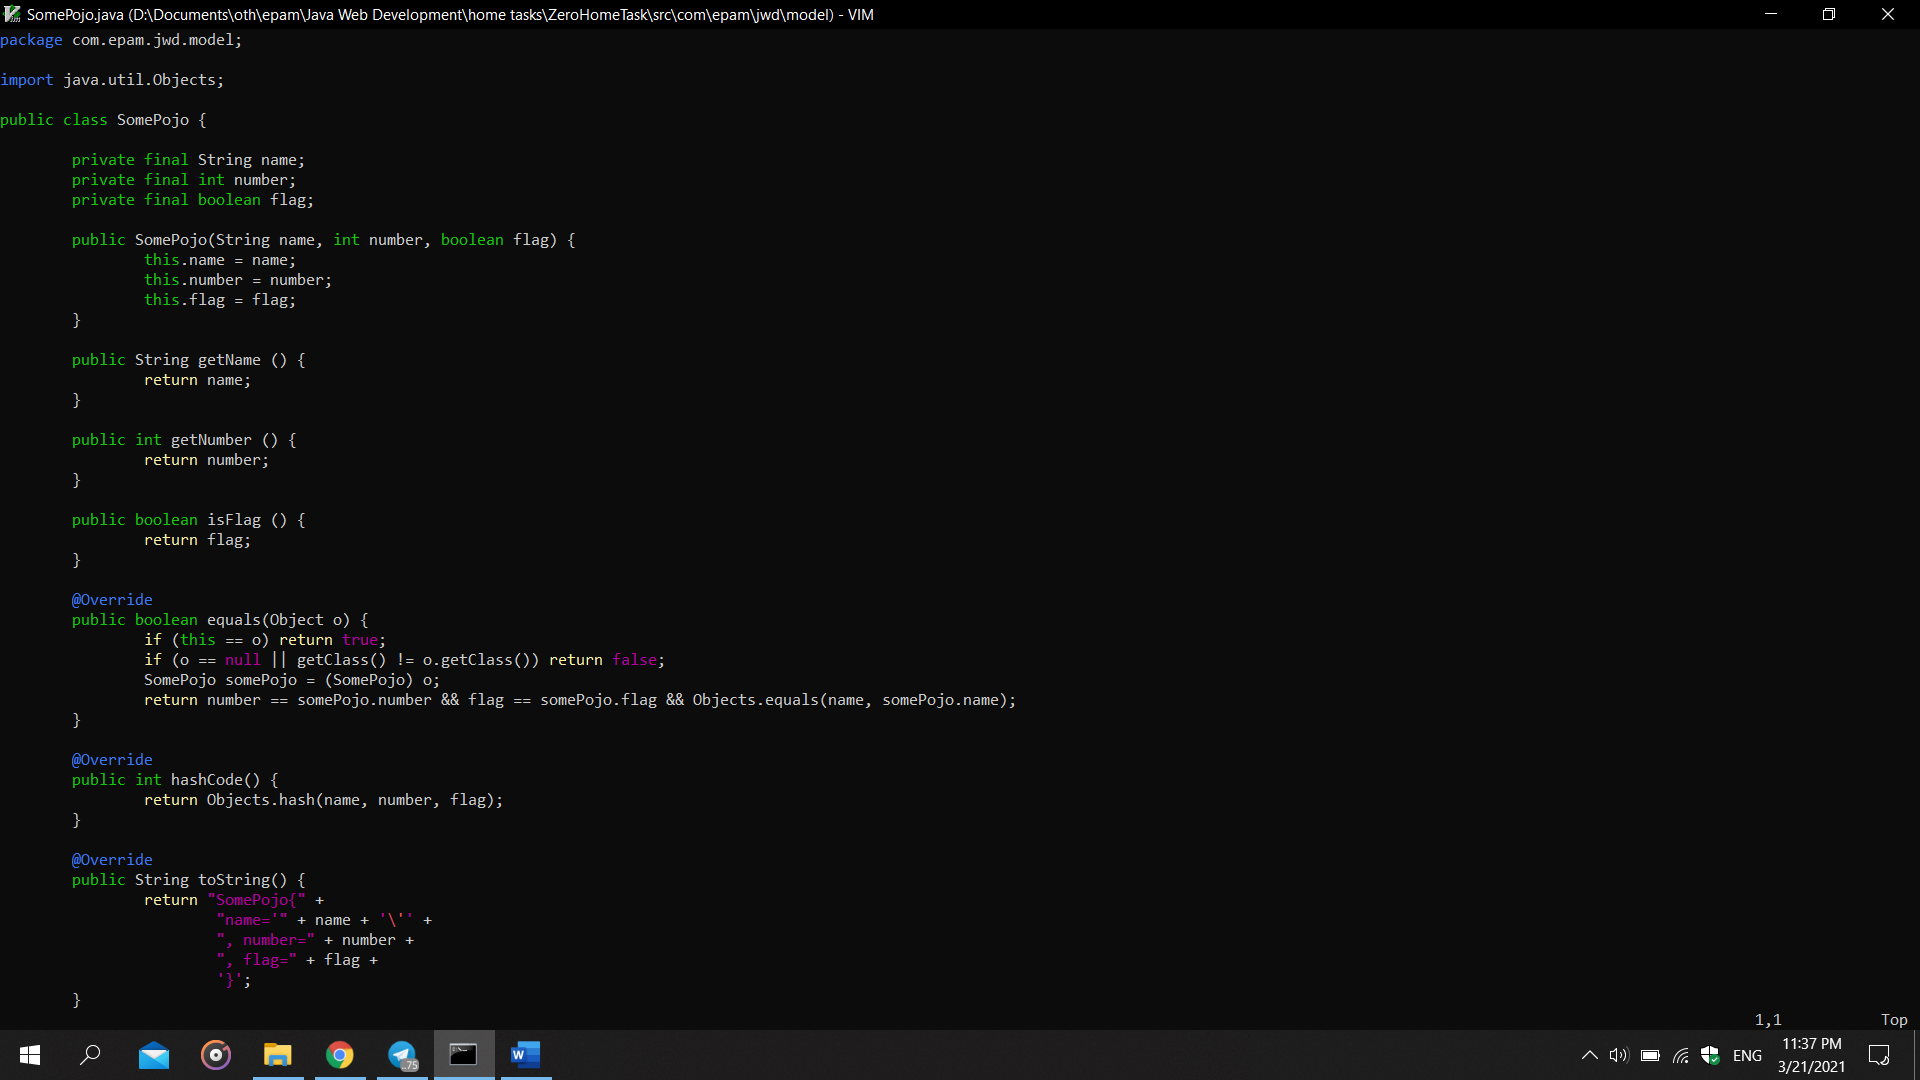 SomePojo.java (D:\Documents\oth\epam\Java Web Development\home tasks\ZeroHomeTask\src\com\epam\jwd\model) - VIM
package com.epam.jwd.model;
import java.util.Objects;
public class SomePojo {
private final String name;
private final int number;
private final boolean flag;
public SomePojo(String name, int number, boolean flag) {
this.name = name;
this.number = number;
this.flag = flag;
}
public String getName () {
return name;
}
public int getNumber () {
return number;
}
public boolean isFlag () {
return flag;
}
@Override
public boolean equals(Object o) {
if (this == o) return true;
if (o == null || getClass() != o.getClass()) return false;
SomePojo somePojo = (SomePojo) o;
return number == somePojo.number && flag == somePojo.flag && Objects.equals(name, somePojo.name);
}
@Override
public int hashCode() {
return Objects.hash(name, number, flag);
}
@Override
public String toString() {
return "SomePojo{" +
"name='" + name + '\'' +
", number=" + number +
", flag=" + flag +
'}';
}
1,1 Top
..75
W
ENG
11:37 PM
3/21/2021